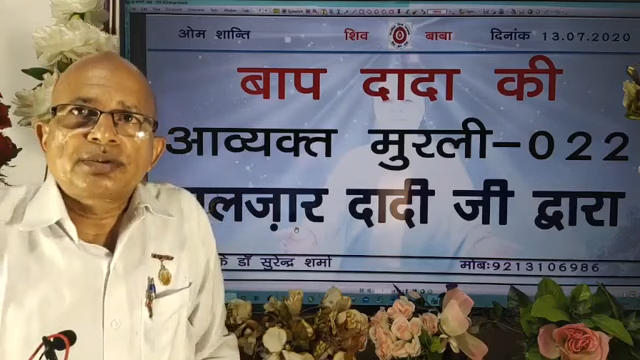 ओम शान्ति शिव बाबा दिनांक 13.07.2020
बाप दादा की
आव्यक्त मुरली-022
दादी जी द्वारा
डॉ सुरेन्द्र शर्मा मोबः9213106986